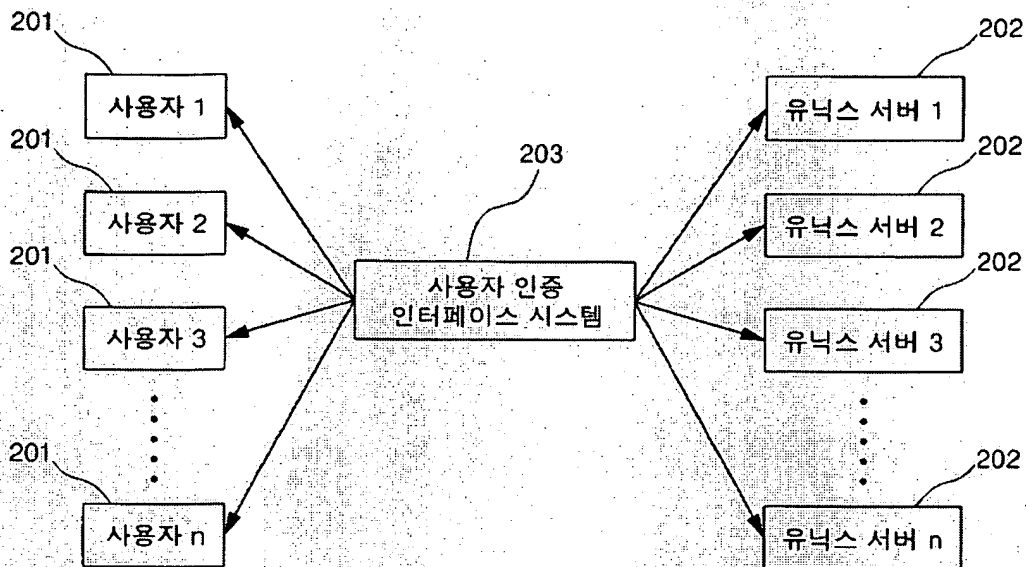 201
사용자 1
201
사용자 2
201
사용자 3
201
사용자 n
203
사용자 인증
인터페이스 시스템
202
유닉스 서버 1
202
유닉스 서버 2
202
유닉스 서버 3
202
유닉스 서버 n